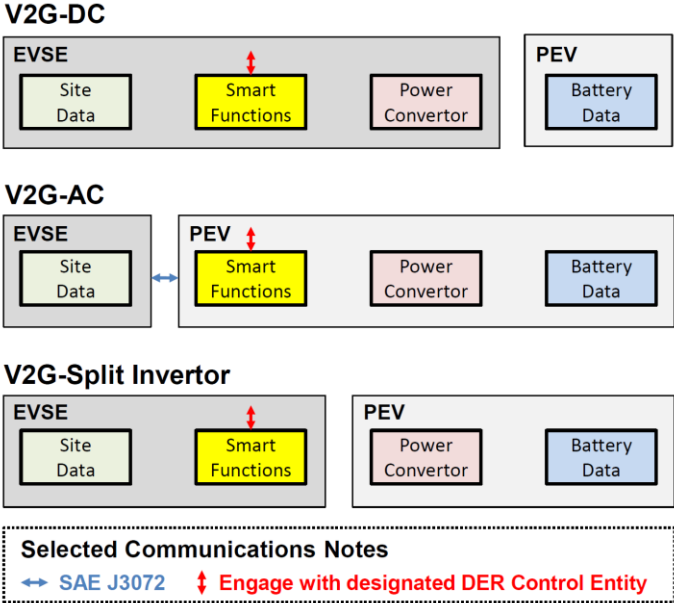 V2G-DC
EVSE
PEV
Site
Data
Smart
Functions
Power
Convertor
Battery
Data
V2G-AC
EVSE
PEV
Site
Data
Smart
Functions
Power
Convertor
Battery
Data
V2G-Split Invertor
EVSE
PEV
Site
Data
Smart
Functions
Power
Convertor
Battery
Data
Selected Communications Notes
SAE J3072
Engage with designated DER Control Entity